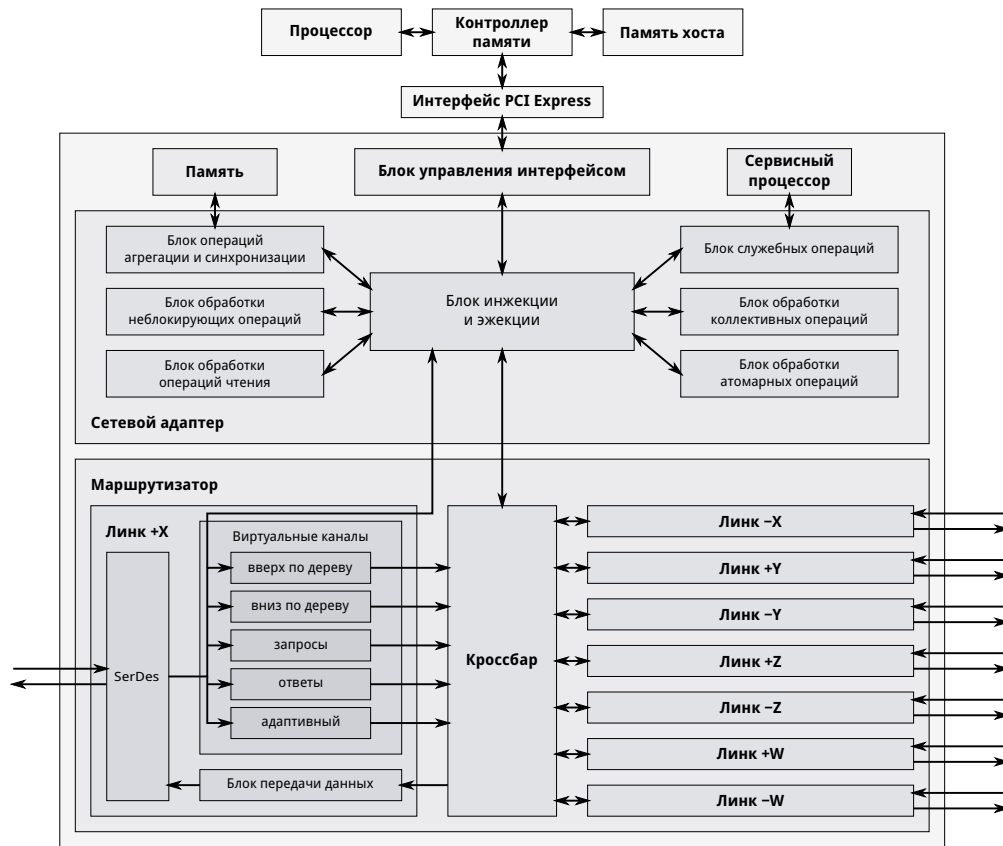 Процессор
Контроллер
памяти
Память хоста
Интерфейс PCI Express
Память
Блок управления интерфейсом
Сервисный
процессор
Блок операций
агрегации и синхронизации
Блок служебных операций
Блок инжекции
и эжекции
Блок обработки
неблокирующих операций
Блок обработки
коллективных операций
Блок обработки
операций чтения
Блок обработки
атомарных операций
Сетевой адаптер
Маршрутизатор
Линк +X
Виртуальные каналы
вверх по дереву
вниз по дереву
запросы
ответы
адаптивный
SerDes
Блок передачи данных
Кроссбар
Линк −X
Линк +Y
Линк −Y
Линк +Z
Линк −Z
Линк +W
Линк −W